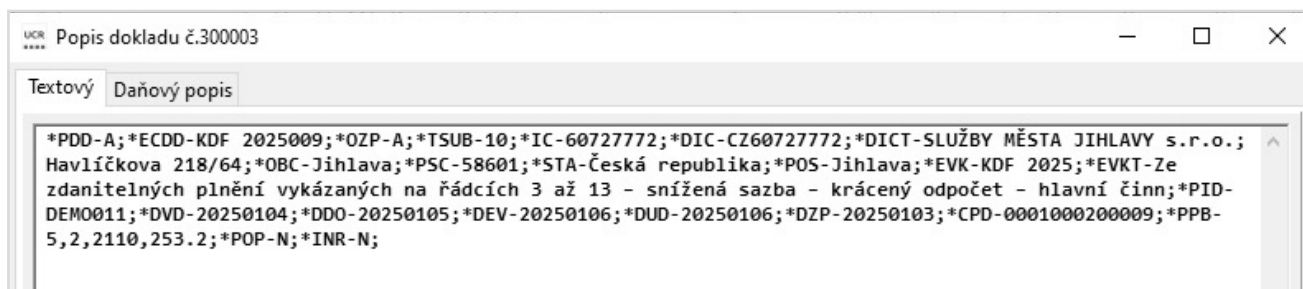 UCR Popis dokladu č.300003
Textový Daňový popis
*PDD-A;*ECDD-KDF 2025009;*OZP-A;*TSUB-10;*IC-60727772;*DIC-CZ60727772;*DICT-SLUŽBY MĚSTA JIHLAVY s.r.o.;
Havlíčkova 218/64;*OBC-Jihlava;*PSC-58601;*STA-Česká republika;*POS-Jihlava;*EVK-KDF 2025;*EVKT-Ze
zdanitelných plnění vykázaných na řádcích 3 až 13 – snížená sazba – krácený odpočet – hlavní činn;*PID-
DEMO011;*DVD-20250104;*DDO-20250105;*DEV-20250106;*DUD-20250106;*DZP-20250103;*CPD-0001000200009;*PPB-
5,2,2110,253.2;*POP-N;*INR-N;